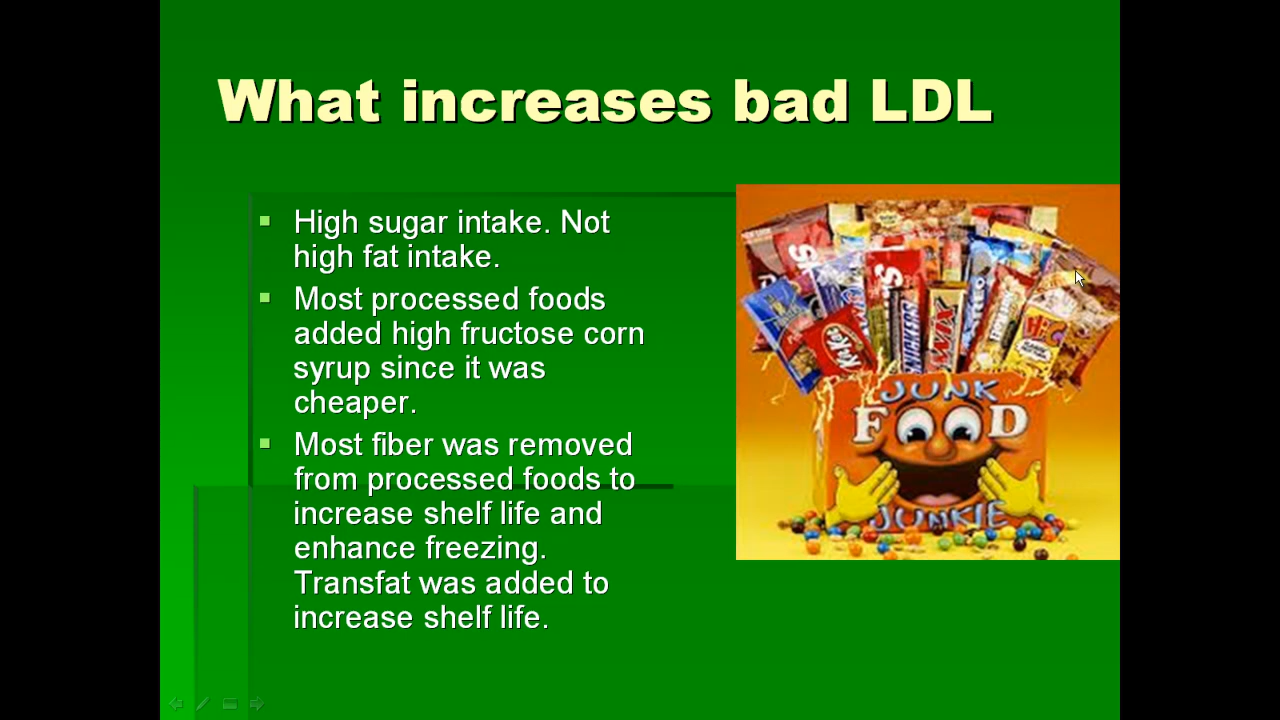 What increases bad LDL
High sugar intake. Not
high fat intake.
Most processed foods
added high fructose corn
syrup since it was
cheaper.
Most fiber was removed
from processed foods to
increase shelf life and
enhance freezing.
Transfat was added to
increase shelf life.
JUNK
FOOD
JUNKIE